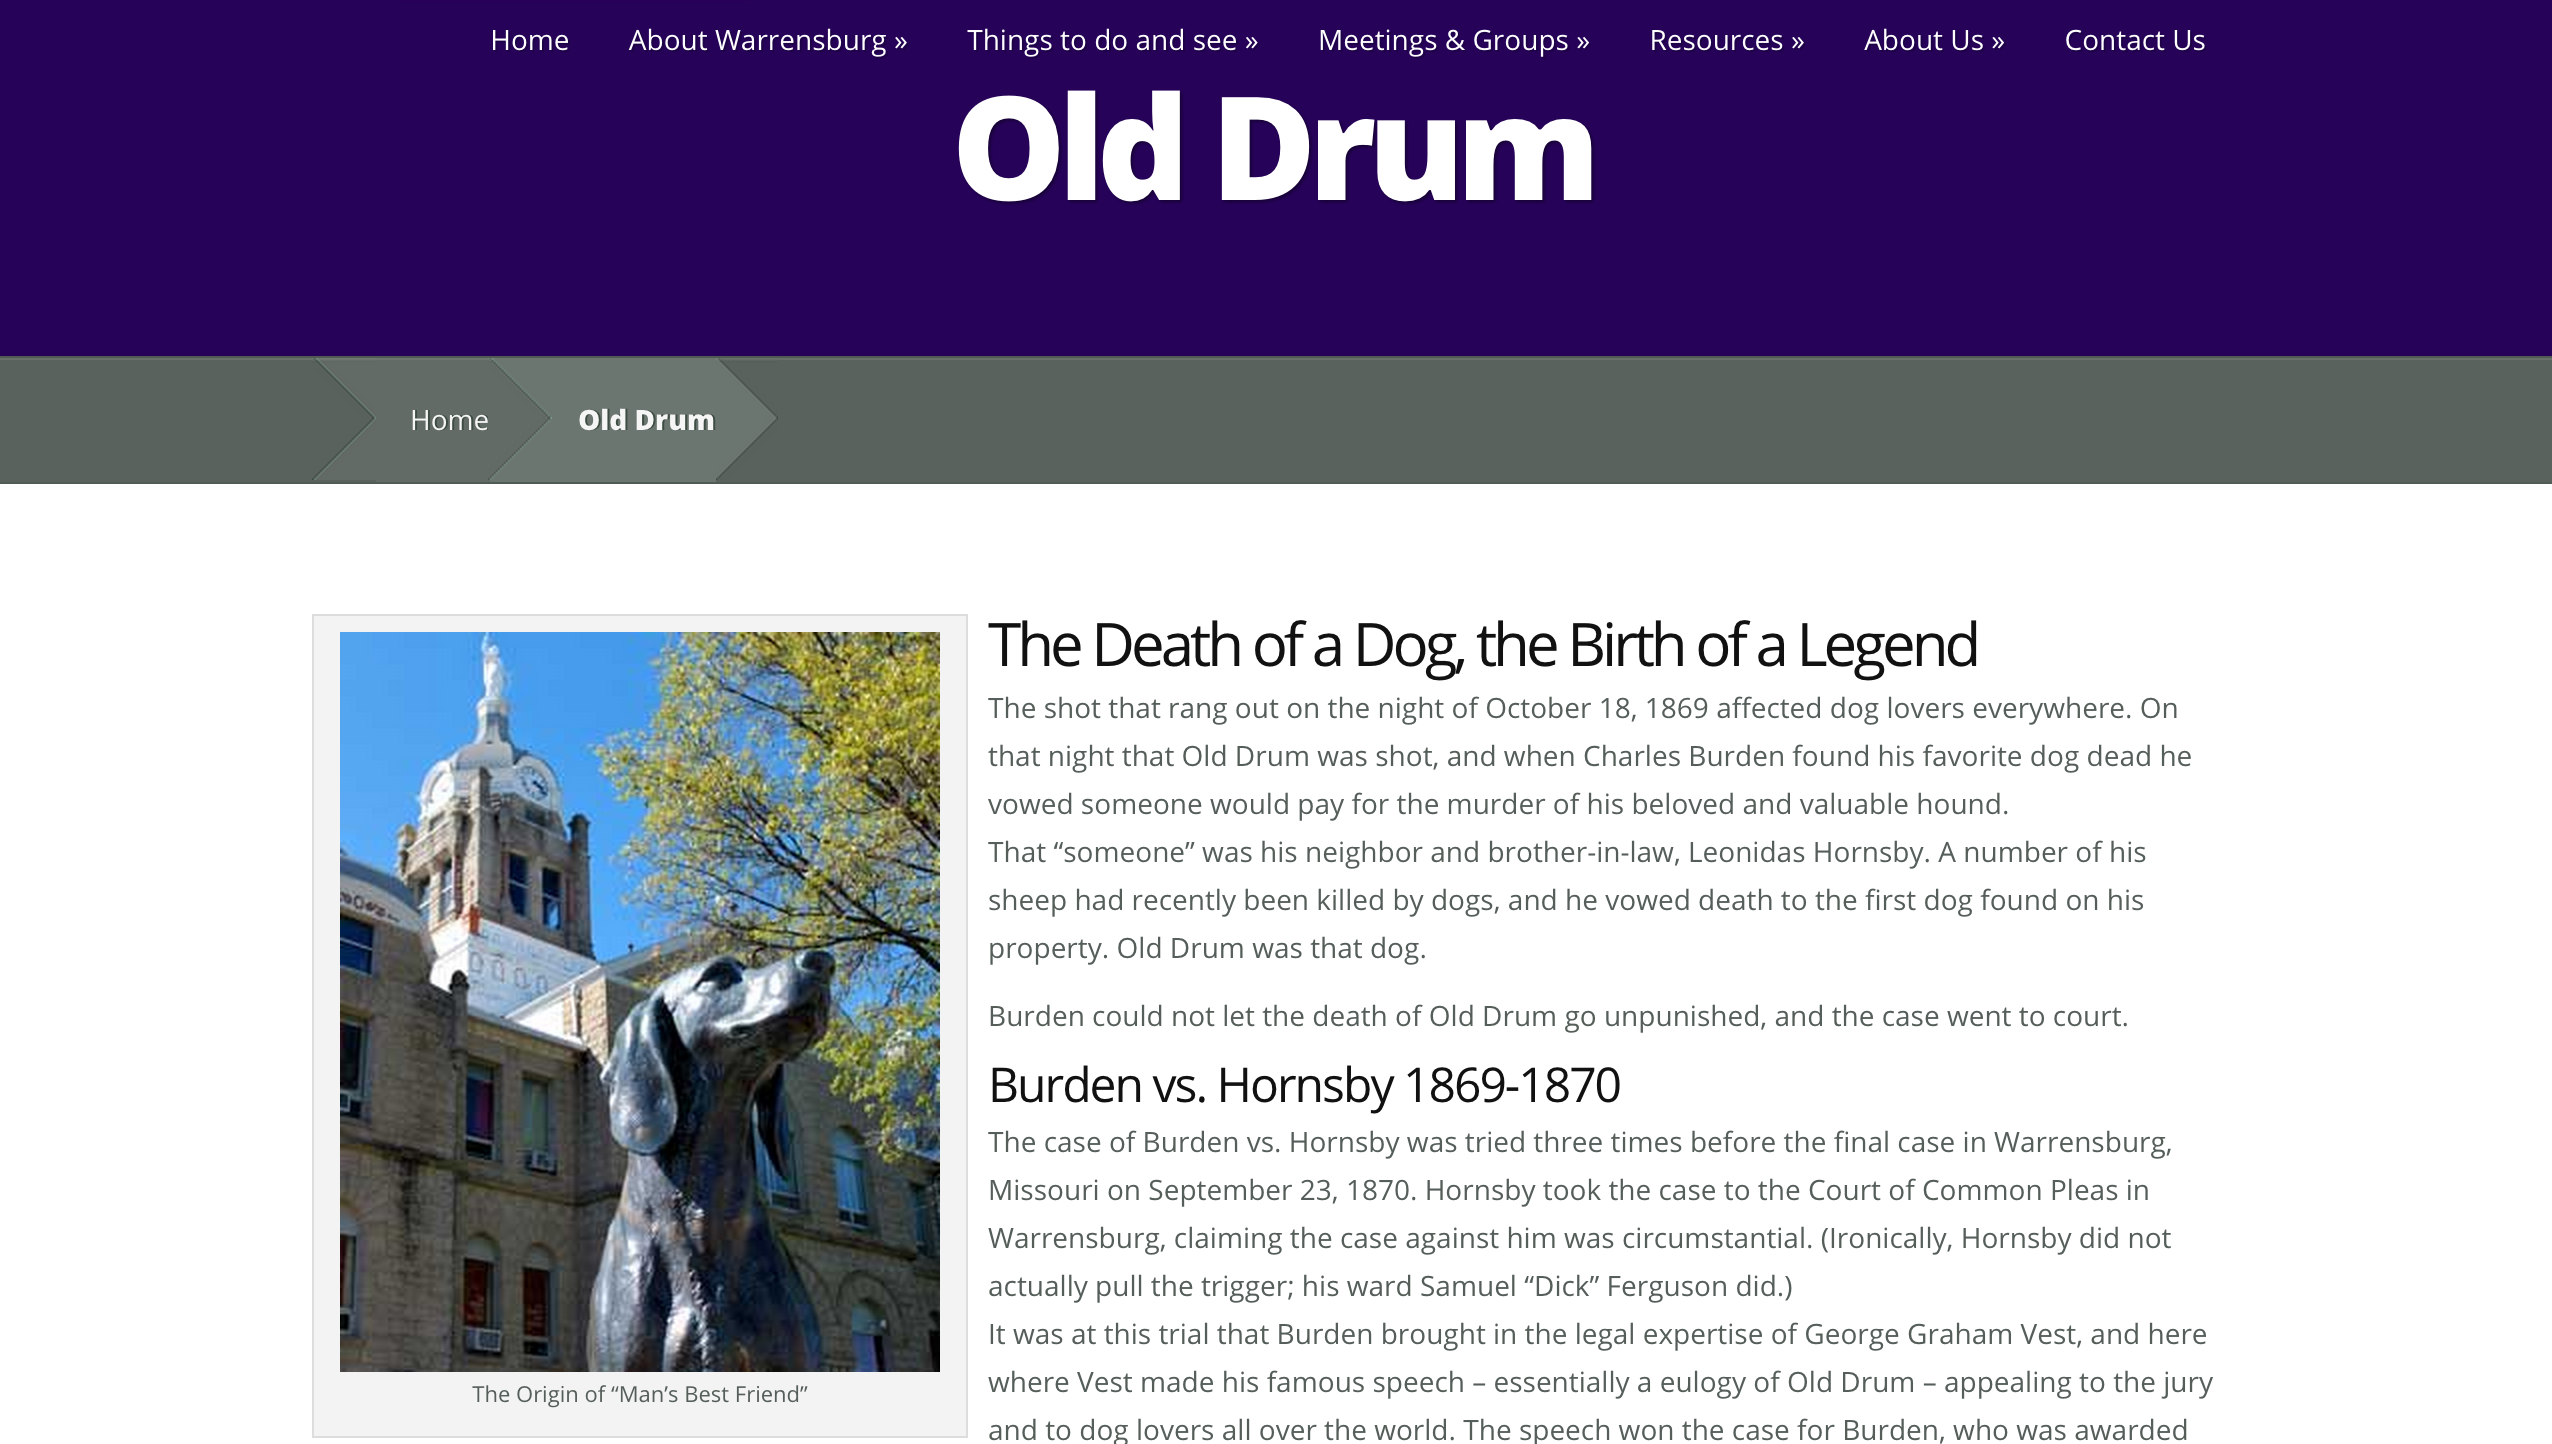 Home About Warrensburg » Things to do and see » Meetings & Groups » Resources » About Us » Contact Us
Old Drum
Home Old Drum
The Death of a Dog, the Birth of a Legend
The shot that rang out on the night of October 18, 1869 affected dog lovers everywhere. On
that night that Old Drum was shot, and when Charles Burden found his favorite dog dead he
vowed someone would pay for the murder of his beloved and valuable hound.
That “someone” was his neighbor and brother-in-law, Leonidas Hornsby. A number of his
sheep had recently been killed by dogs, and he vowed death to the first dog found on his
property. Old Drum was that dog.
Burden could not let the death of Old Drum go unpunished, and the case went to court.
Burden vs. Hornsby 1869-1870
The case of Burden vs. Hornsby was tried three times before the final case in Warrensburg,
Missouri on September 23, 1870. Hornsby took the case to the Court of Common Pleas in
Warrensburg, claiming the case against him was circumstantial. (Ironically, Hornsby did not
actually pull the trigger; his ward Samuel “Dick” Ferguson did.)
It was at this trial that Burden brought in the legal expertise of George Graham Vest, and here
where Vest made his famous speech – essentially a eulogy of Old Drum – appealing to the jury
and to dog lovers all over the world. The speech won the case for Burden, who was awarded
The Origin of “Man’s Best Friend”